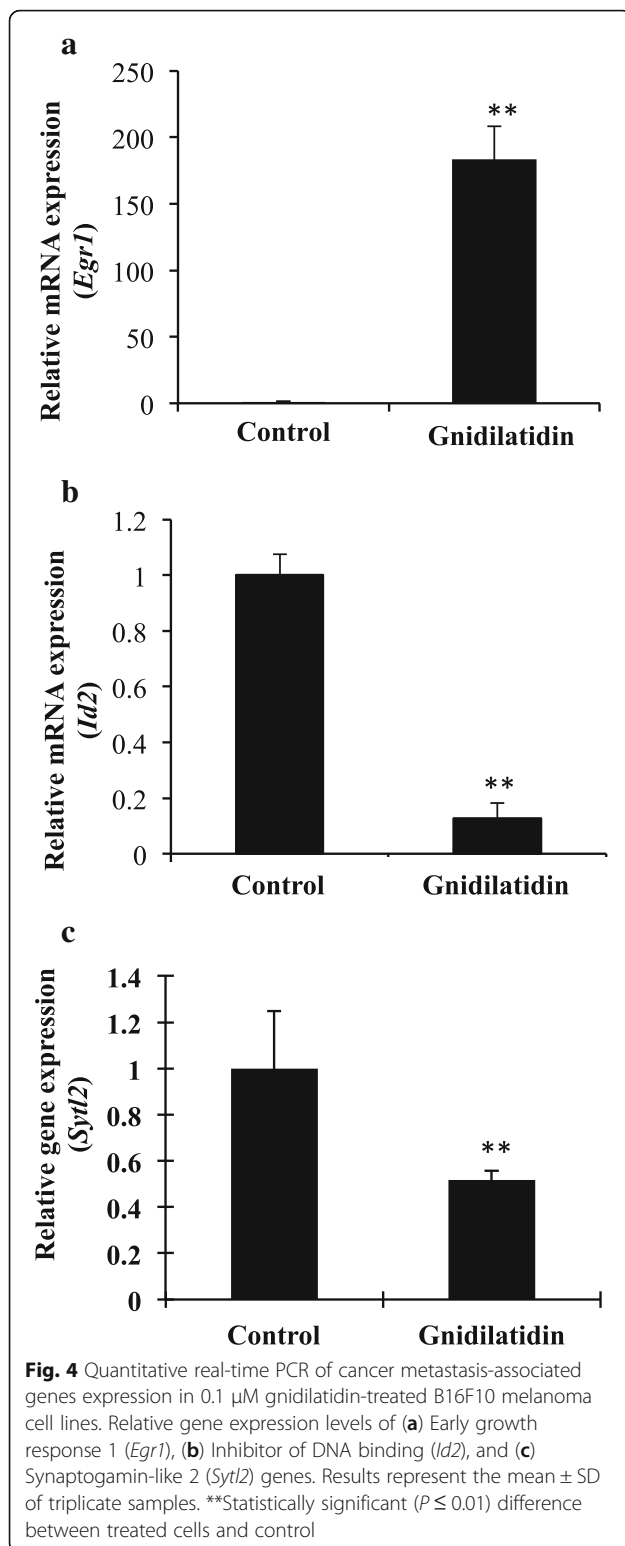 a
Relative mRNA expression
(Egr1)
250
200
150
100
50
0
**
Control
Gnidilatidin
b
Relative mRNA expression
(Id2)
1.2
1
0.8
0.6
0.4
0.2
0
**
Control
Gnidilatidin
c
Relative gene expression
(Sytl2)
1.4
1.2
1
0.8
0.6
0.4
0.2
0
**
Control
Gnidilatidin
Fig. 4 Quantitative real-time PCR of cancer metastasis-associated
genes expression in 0.1 μM gnidilatidin-treated B16F10 melanoma
cell lines. Relative gene expression levels of (a) Early growth
response 1 (Egr1), (b) Inhibitor of DNA binding (Id2), and (c)
Synaptogamin-like 2 (Sytl2) genes. Results represent the mean ± SD
of triplicate samples. **Statistically significant (P ≤ 0.01) difference
between treated cells and control